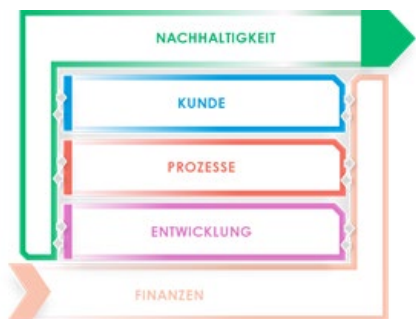 NACHHALTIGKEIT
KUNDE
PROZESSE
ENTWICKLUNG
FINANZEN